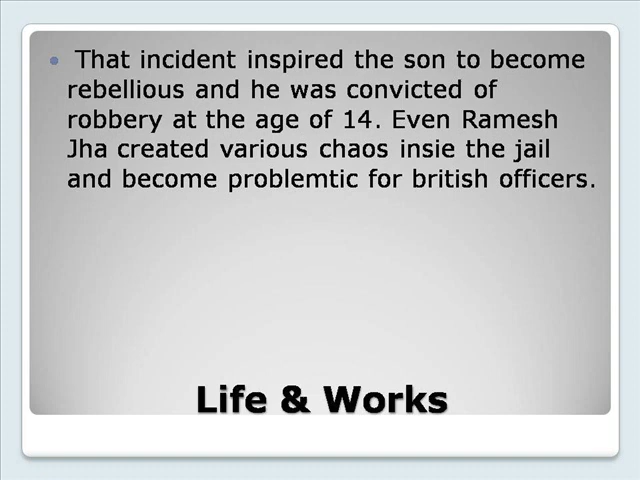 That incident inspired the son to become
rebellious and he was convicted of
robbery at the age of 14. Even Ramesh
Jha created various chaos insie the jail
and become problemtic for british officers.
Life & Works